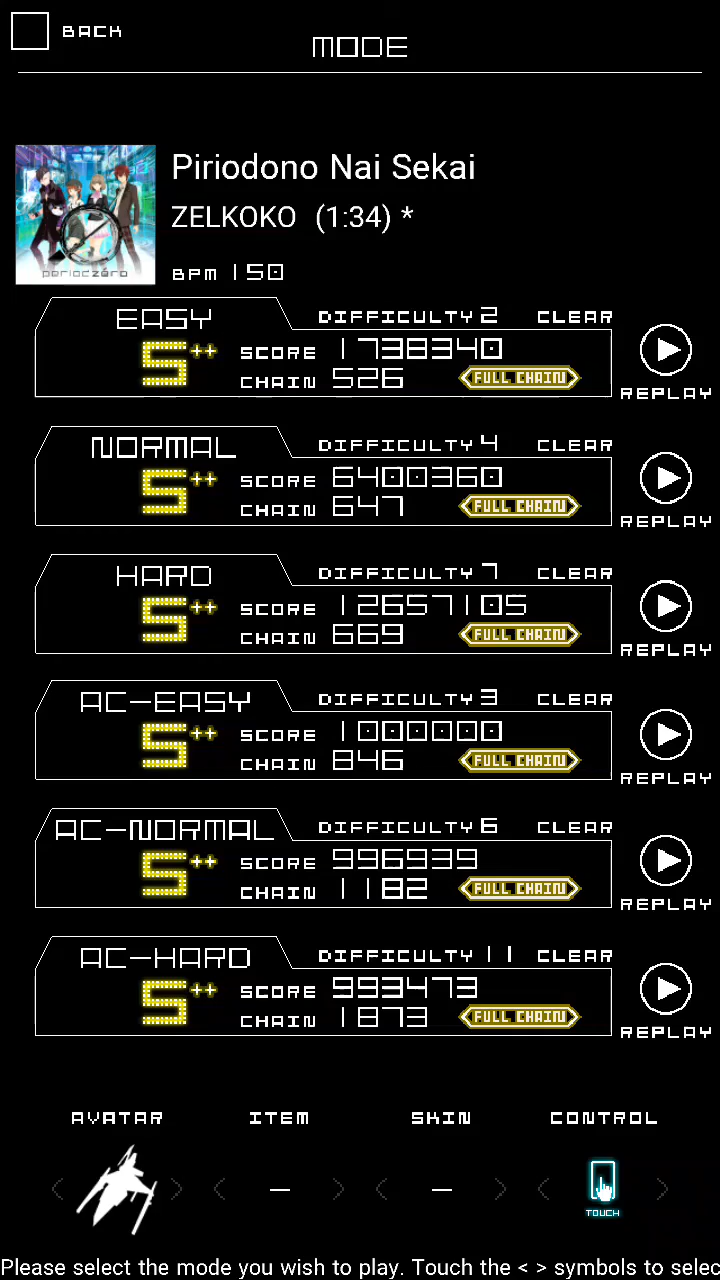 BACK
MODE
Piriodono Nai Sekai
ZELKOKO (1:34) *
periodzéro
BPM 150
EASY DIFFICULTY 2 CLEAR
S++ SCORE 1738340
CHAIN 526 FULL CHAIN
REPLAY
NORMAL DIFFICULTY 4 CLEAR
S++ SCORE 6400360
CHAIN 647 FULL CHAIN
REPLAY
HARD DIFFICULTY 7 CLEAR
S++ SCORE 12657105
CHAIN 669 FULL CHAIN
REPLAY
AC-EASY DIFFICULTY 3 CLEAR
S++ SCORE 1000000
CHAIN 846 FULL CHAIN
REPLAY
AC-NORMAL DIFFICULTY 6 CLEAR
S++ SCORE 996939
CHAIN 1182 FULL CHAIN
REPLAY
AC-HARD DIFFICULTY 11 CLEAR
S++ SCORE 993473
CHAIN 1873 FULL CHAIN
REPLAY
AVATAR ITEM SKIN CONTROL
< > < — > < — > < >
TOUCH
Please select the mode you wish to play. Touch the < > symbols to selec